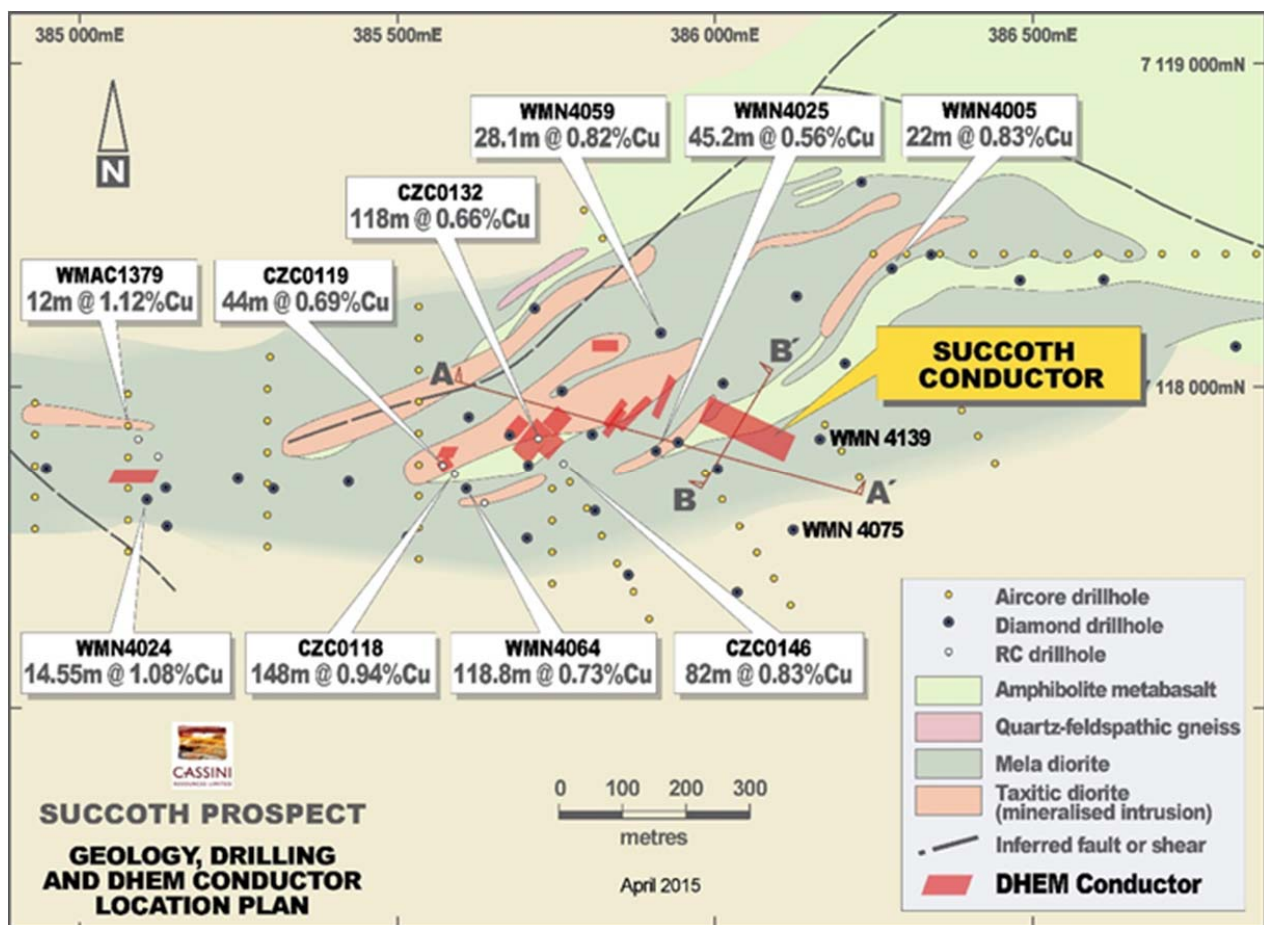 385 000mE
385 500mE
386 000mE
386 500mE
7 119 000mN
N
WMN4059
28.1m @ 0.82%Cu
WMN4025
45.2m @ 0.56%Cu
WMN4005
22m @ 0.83%Cu
CZC0132
118m @ 0.66%Cu
WMAC1379
12m @ 1.12%Cu
CZC0119
44m @ 0.69%Cu
SUCCOTH
CONDUCTOR
A
B´
7 118 000mN
WMN 4139
B
A´
WMN 4075
WMN4024
14.55m @ 1.08%Cu
CZC0118
148m @ 0.94%Cu
WMN4064
118.8m @ 0.73%Cu
CZC0146
82m @ 0.83%Cu
Aircore drillhole
Diamond drillhole
RC drillhole
Amphibolite metabasalt
Quartz-feldspathic gneiss
Mela diorite
Taxitic diorite
(mineralised intrusion)
Inferred fault or shear
DHEM Conductor
CASSINI
SUCCOTH PROSPECT
GEOLOGY, DRILLING
AND DHEM CONDUCTOR
LOCATION PLAN
0 100 200 300
metres
April 2015